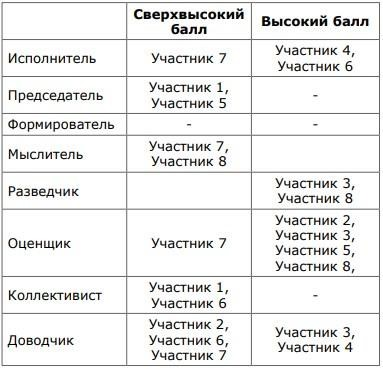 Сверхвысокий балл Высокий балл
Исполнитель Участник 7 Участник 4,
Участник 6
Председатель Участник 1,
Участник 5 -
Формирователь - -
Мыслитель Участник 7,
Участник 8
Разведчик Участник 3,
Участник 8
Оценщик Участник 7 Участник 2,
Участник 3,
Участник 5,
Участник 8,
Коллективист Участник 1,
Участник 6 -
Доводчик Участник 2,
Участник 6,
Участник 7 Участник 3,
Участник 4